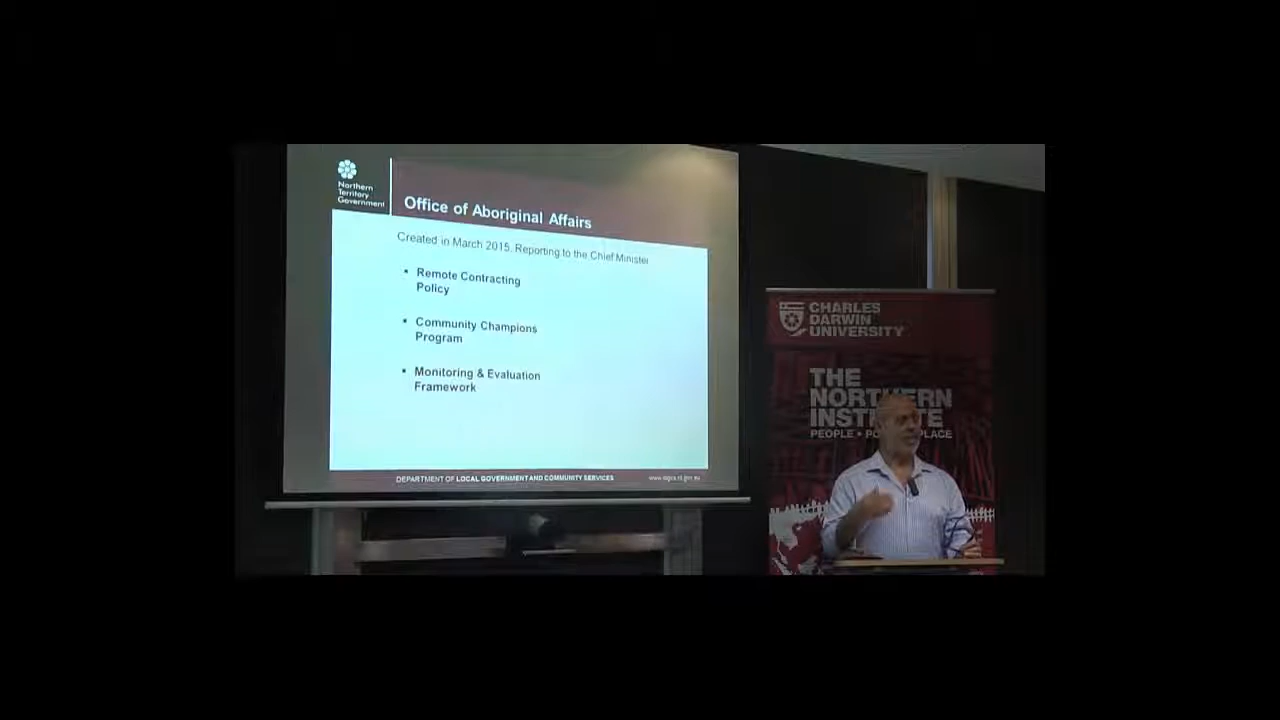 Northern
Territory
Government
Office of Aboriginal Affairs
Created in March 2015. Reporting to the Chief Minister
▪ Remote Contracting
Policy
▪ Community Champions
Program
▪ Monitoring & Evaluation
Framework
DEPARTMENT OF LOCAL GOVERNMENT AND COMMUNITY SERVICES
CHARLES
DARWIN
UNIVERSITY
THE
NORTHERN
INSTITUTE
PEOPLE • PLACE